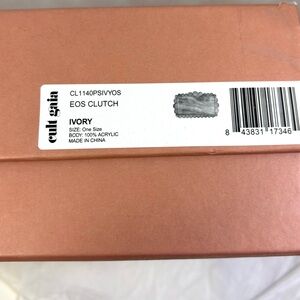 cult gaia
CL1140PSIVYOS
EOS CLUTCH
IVORY
SIZE: One Size
BODY: 100% ACRYLIC
MADE IN CHINA
8 43831 17346